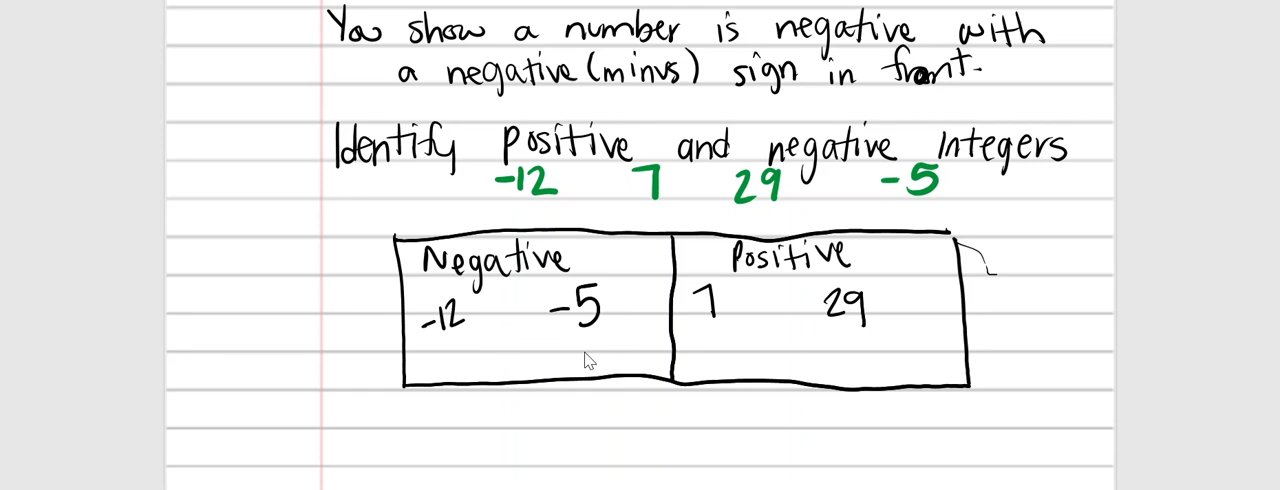 You show a number is negative with
a negative (minus) sign in front.
Identify positive and negative Integers
-12 7 29 -5
Negative Positive
-12 -5 7 29